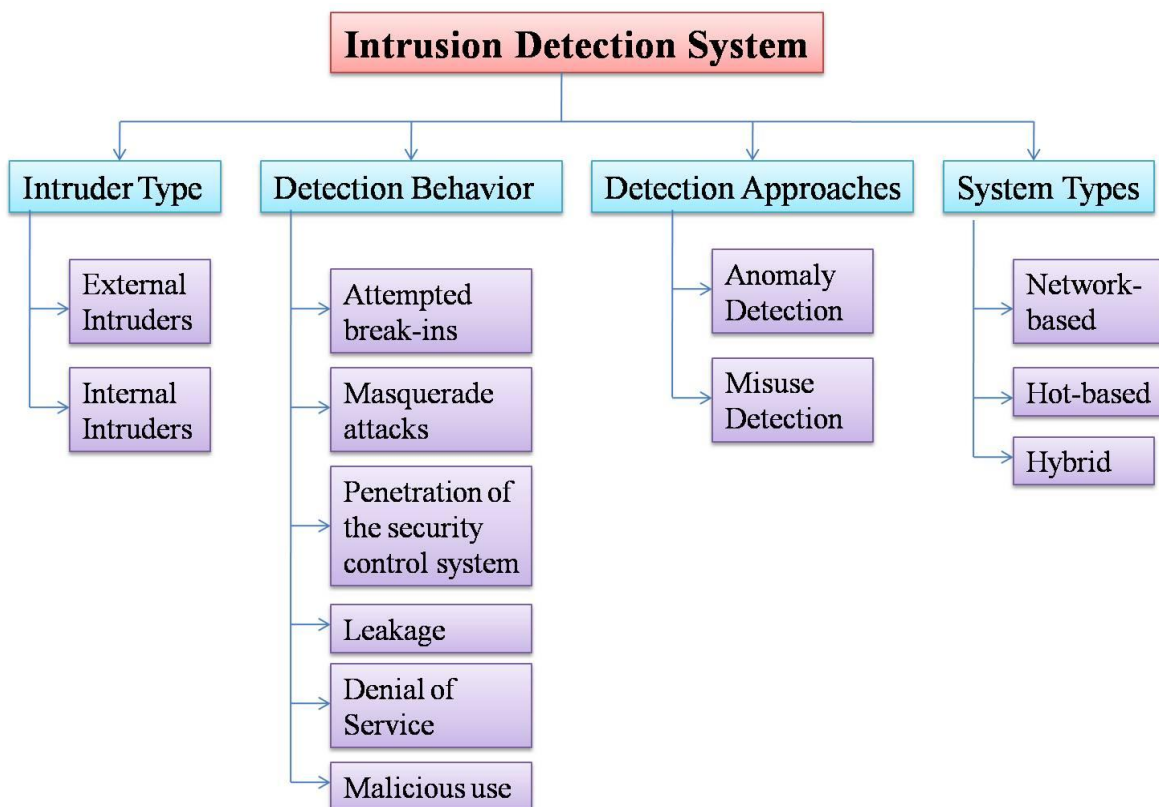 Intrusion Detection System
Intruder Type
External
Intruders
Internal
Intruders
Detection Behavior
Attempted
break-ins
Masquerade
attacks
Penetration of
the security
control system
Leakage
Denial of
Service
Malicious use
Detection Approaches
Anomaly
Detection
Misuse
Detection
System Types
Network-
based
Hot-based
Hybrid